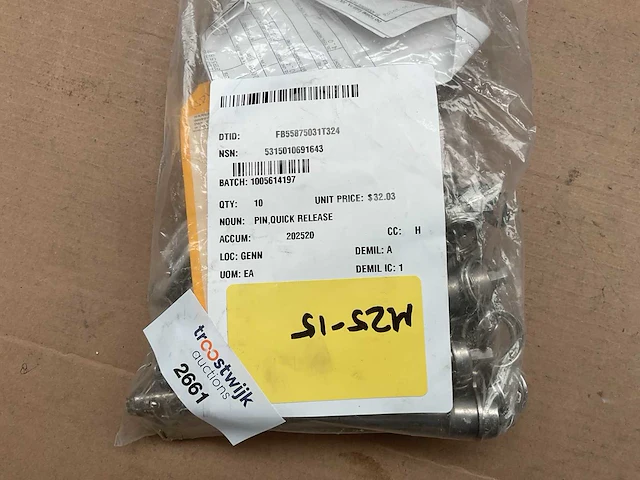 DTID: FB55875031T324
NSN: 5315010691643
BATCH: 1005614197
QTY: 10 UNIT PRICE: $32.03
NOUN: PIN,QUICK RELEASE
ACCUM: 202520 CC: H
LOC: GENN DEMIL: A
UOM: EA DEMIL IC: 1
M25-15
troostwijk
auctions
2661